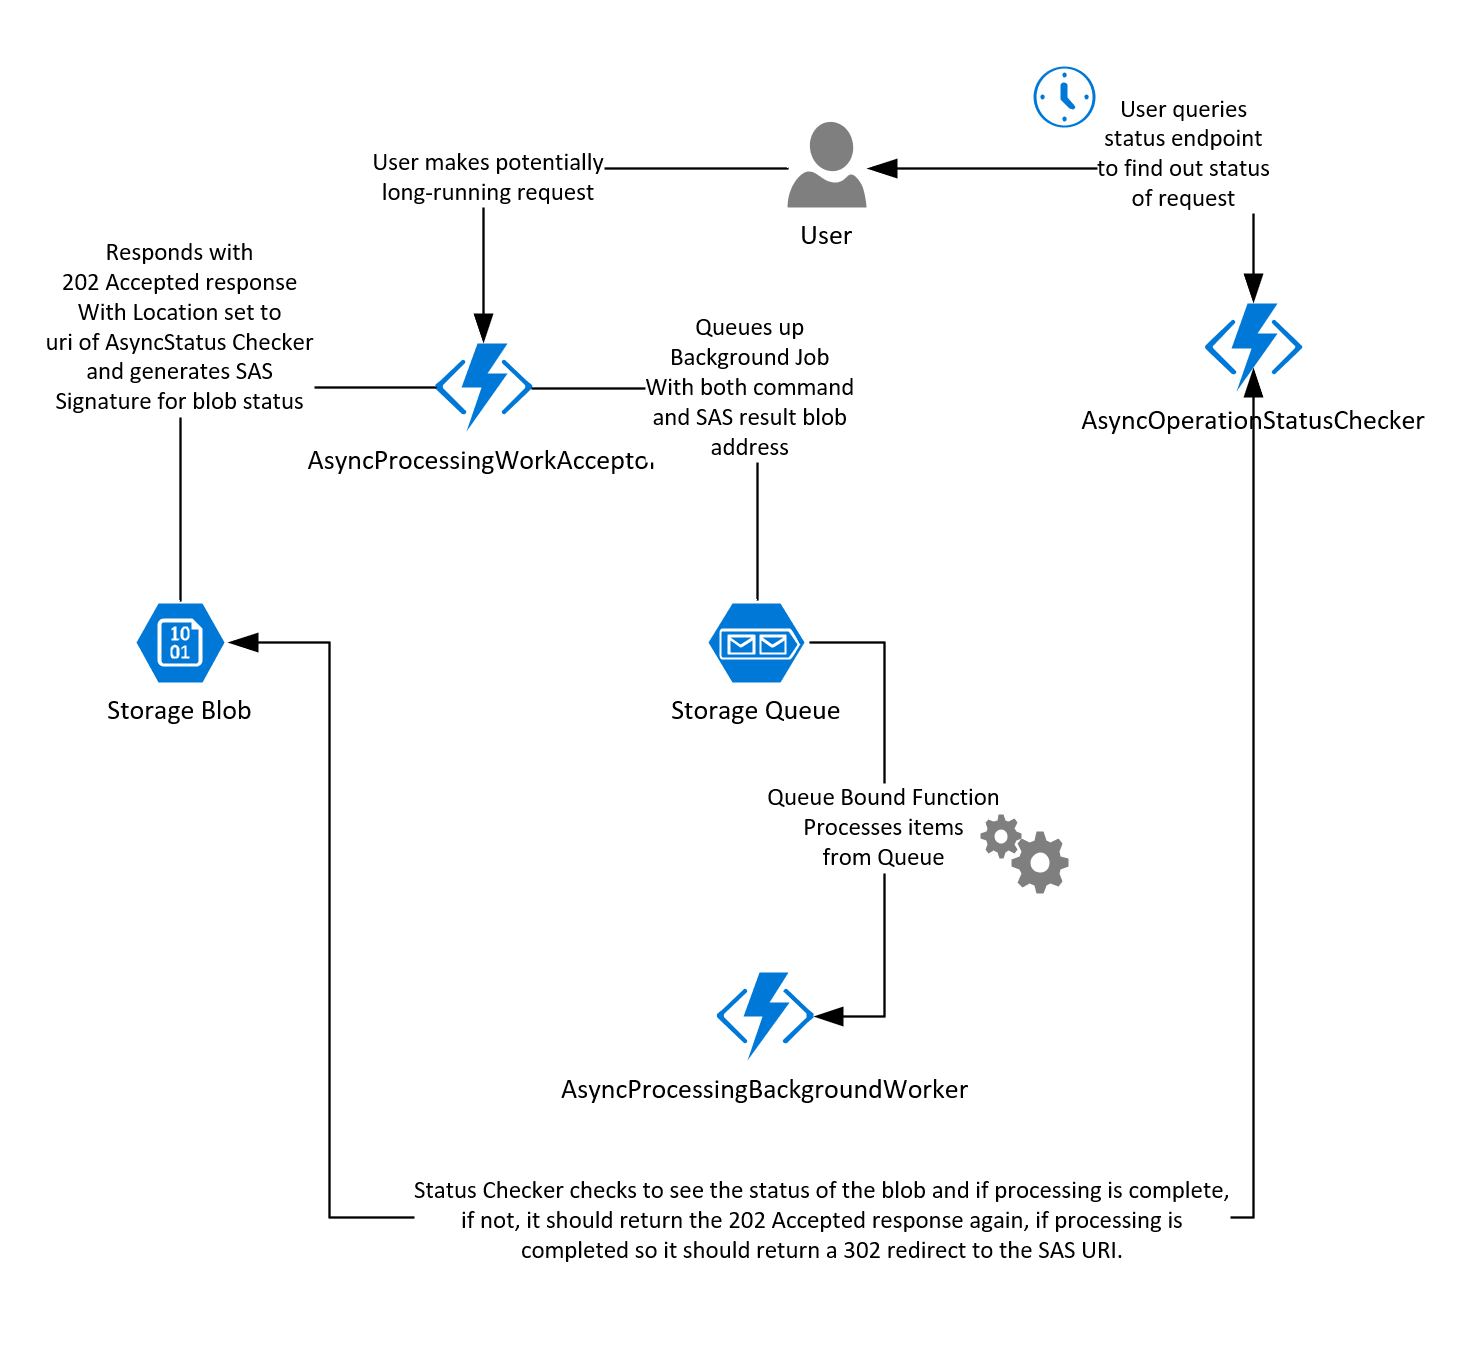 User queries
status endpoint
to find out status
of request
User makes potentially
long-running request
User
Responds with
202 Accepted response
With Location set to
uri of AsyncStatus Checker
and generates SAS
Signature for blob status
Queues up
Background Job
With both command
and SAS result blob
address
AsyncProcessingWorkAcceptor
AsyncOperationStatusChecker
10
01
Storage Blob
Storage Queue
Queue Bound Function
Processes items
from Queue
AsyncProcessingBackgroundWorker
Status Checker checks to see the status of the blob and if processing is complete,
if not, it should return the 202 Accepted response again, if processing is
completed so it should return a 302 redirect to the SAS URI.